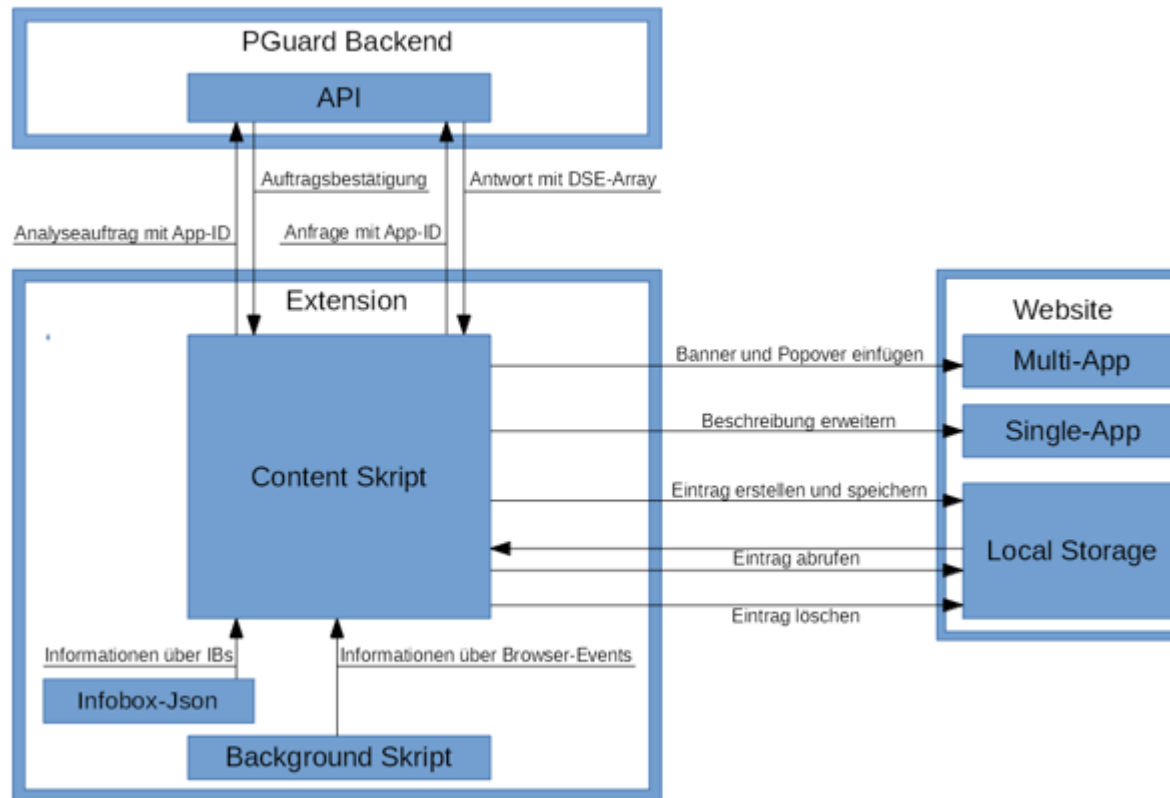 PGuard Backend
API
Auftragsbestätigung
Antwort mit DSE-Array
Analyseauftrag mit App-ID
Anfrage mit App-ID
Extension
Website
Content Skript
Banner und Popover einfügen
Multi-App
Beschreibung erweitern
Single-App
Eintrag erstellen und speichern
Local Storage
Eintrag abrufen
Eintrag löschen
Informationen über IBs
Informationen über Browser-Events
Infobox-Json
Background Skript